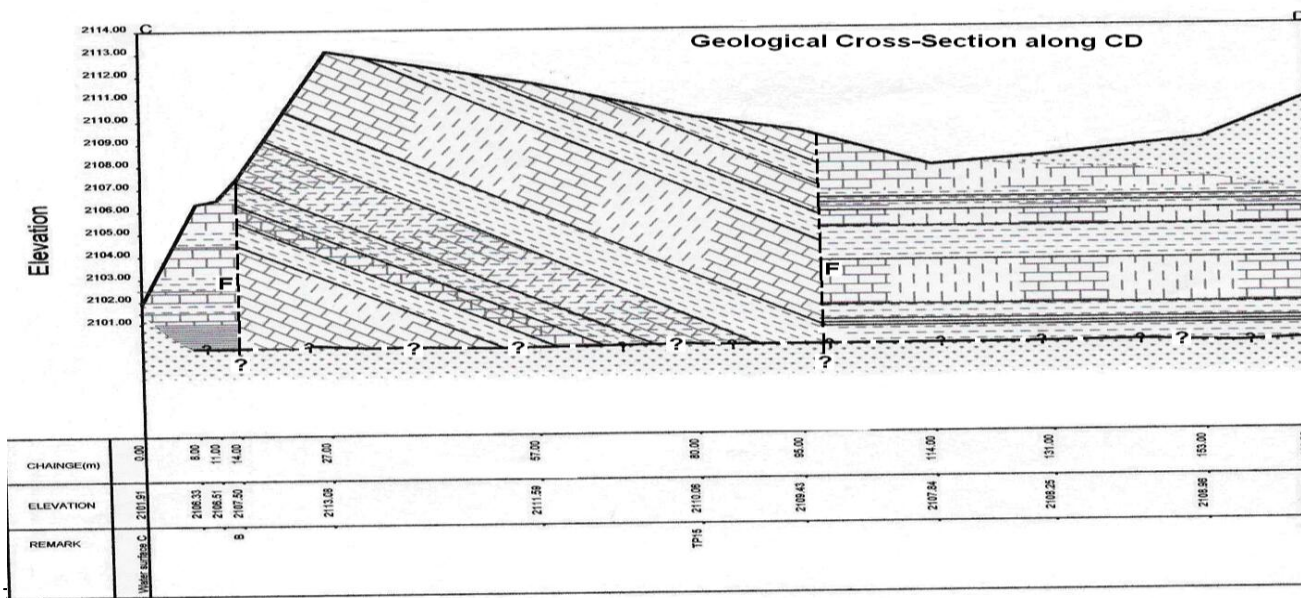 C
D
Geological Cross-Section along CD
Elevation
2114.00
2113.00
2112.00
2111.00
2110.00
2109.00
2108.00
2107.00
2106.00
2105.00
2104.00
2103.00
2102.00
2101.00
F
F
? ? ? ? ? ? ? ? ? ? ? ? ?
? ?
CHAINGE(m) 0.00 8.00 11.00 14.00 27.00 57.00 80.00 95.00 114.00 131.00 153.00
ELEVATION 2101.91 2106.33 2106.51 2107.50 2113.08 2111.59 2110.06 2109.43 2107.84 2108.25 2108.98
REMARK Water surface C B TP15